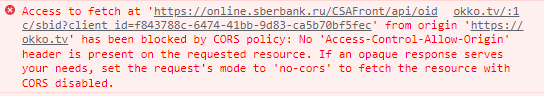 Access to fetch at 'https://online.sberbank.ru/CSAFront/api/oid okko.tv/:1
c/sbid?client_id=f843788c-6474-41bb-9d83-ca5b70bf5fec' from origin 'https://
okko.tv' has been blocked by CORS policy: No 'Access-Control-Allow-Origin'
header is present on the requested resource. If an opaque response serves
your needs, set the request's mode to 'no-cors' to fetch the resource with
CORS disabled.